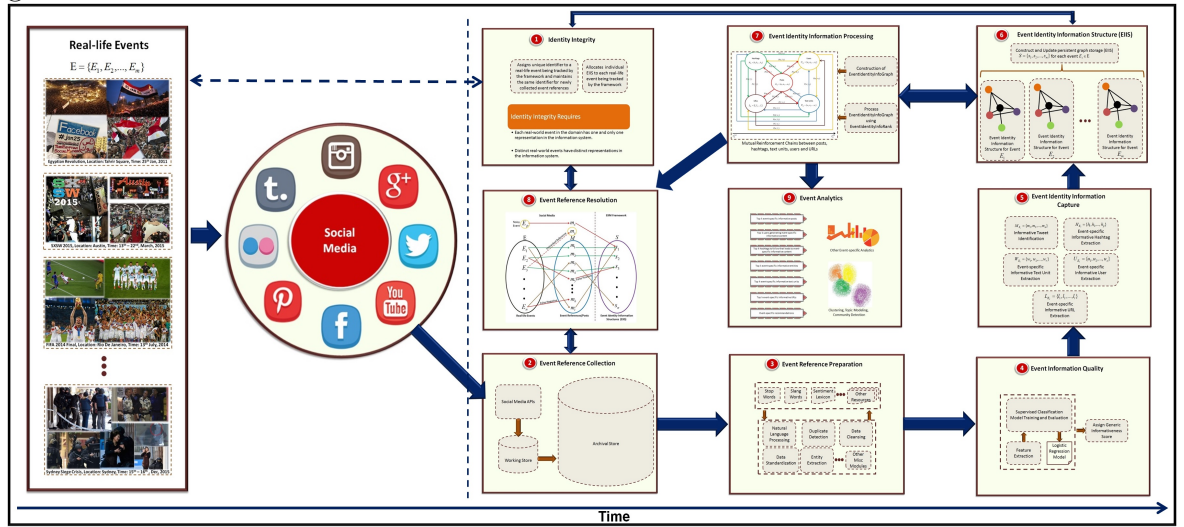 Real-life Events
E = {E1, E2,..., Em}
Facebook
#jan25
Egyptian Revolution, Location: Tahrir Square, Time: 25th Jan, 2011
2015
Austin
SXSW 2015, Location: Austin, Time: 13th – 22nd, March, 2015
FIFA 2014 Final, Location: Rio De Janeiro, Time: 13th July, 2014
Sydney Siege Crisis, Location: Sydney, Time: 15th – 16th, Dec, 2015
t.
g+
Social
Media
You
Tube
f
1 Identity Integrity
Assign unique identifier to a
real-life event being tracked by
the framework and maintains
the same identifier for newly
collected event references
Allocates individual
EIIS to each real-life
event being tracked
by the framework
Identity Integrity Requires
• Each real-world event in the domain has one and only one
representation in the information system.
• Distinct real-world events have distinct representations in
the information system.
8 Event Reference Resolution
Social Media
2 Event Reference Collection
Social Media APIs
Working Store
Archival Store
7 Event Identity Information Processing
Construction of
EventIdentityInfoGraph
Process
EventIdentityInfoGraph
using
EventIdentityInfoRank
Mutual Reinforcement Chains between posts,
hashtags, text units, users and URLs
9 Event Analytics
Other Event-specific Analytics
Clustering, Topic, Modeling,
Community Detection
3 Event Reference Preparation
Stop
Words
Slang
Words
Sentiment
Lexicon
Other
Resources
Natural
Language
Processing
Duplicate
Detection
Data
Cleansing
Data
Standardization
Entity
Extraction
Other
Misc
Modules
6 Event Identity Information Structure (EIIS)
Construct and Update persistent graph storage (EIIS)
for each event
Event Identity
Information
Structure for Event
Event Identity
Information
Structure for Event
Event Identity
Information
Structure for Event
5 Event Identity Information
Capture
Informative Tweet
Identification
Event-specific
Informative Hashtag
Extraction
Event-specific
Informative Text Unit
Extraction
Event-specific
Informative User
Extraction
Event-specific
Informative URL
Extraction
4 Event Information Quality
Supervised Classification
Model Training and Evaluation
Feature
Extraction
Logistic
Regression
Model
Assign Generic
Informativeness
Score
Time